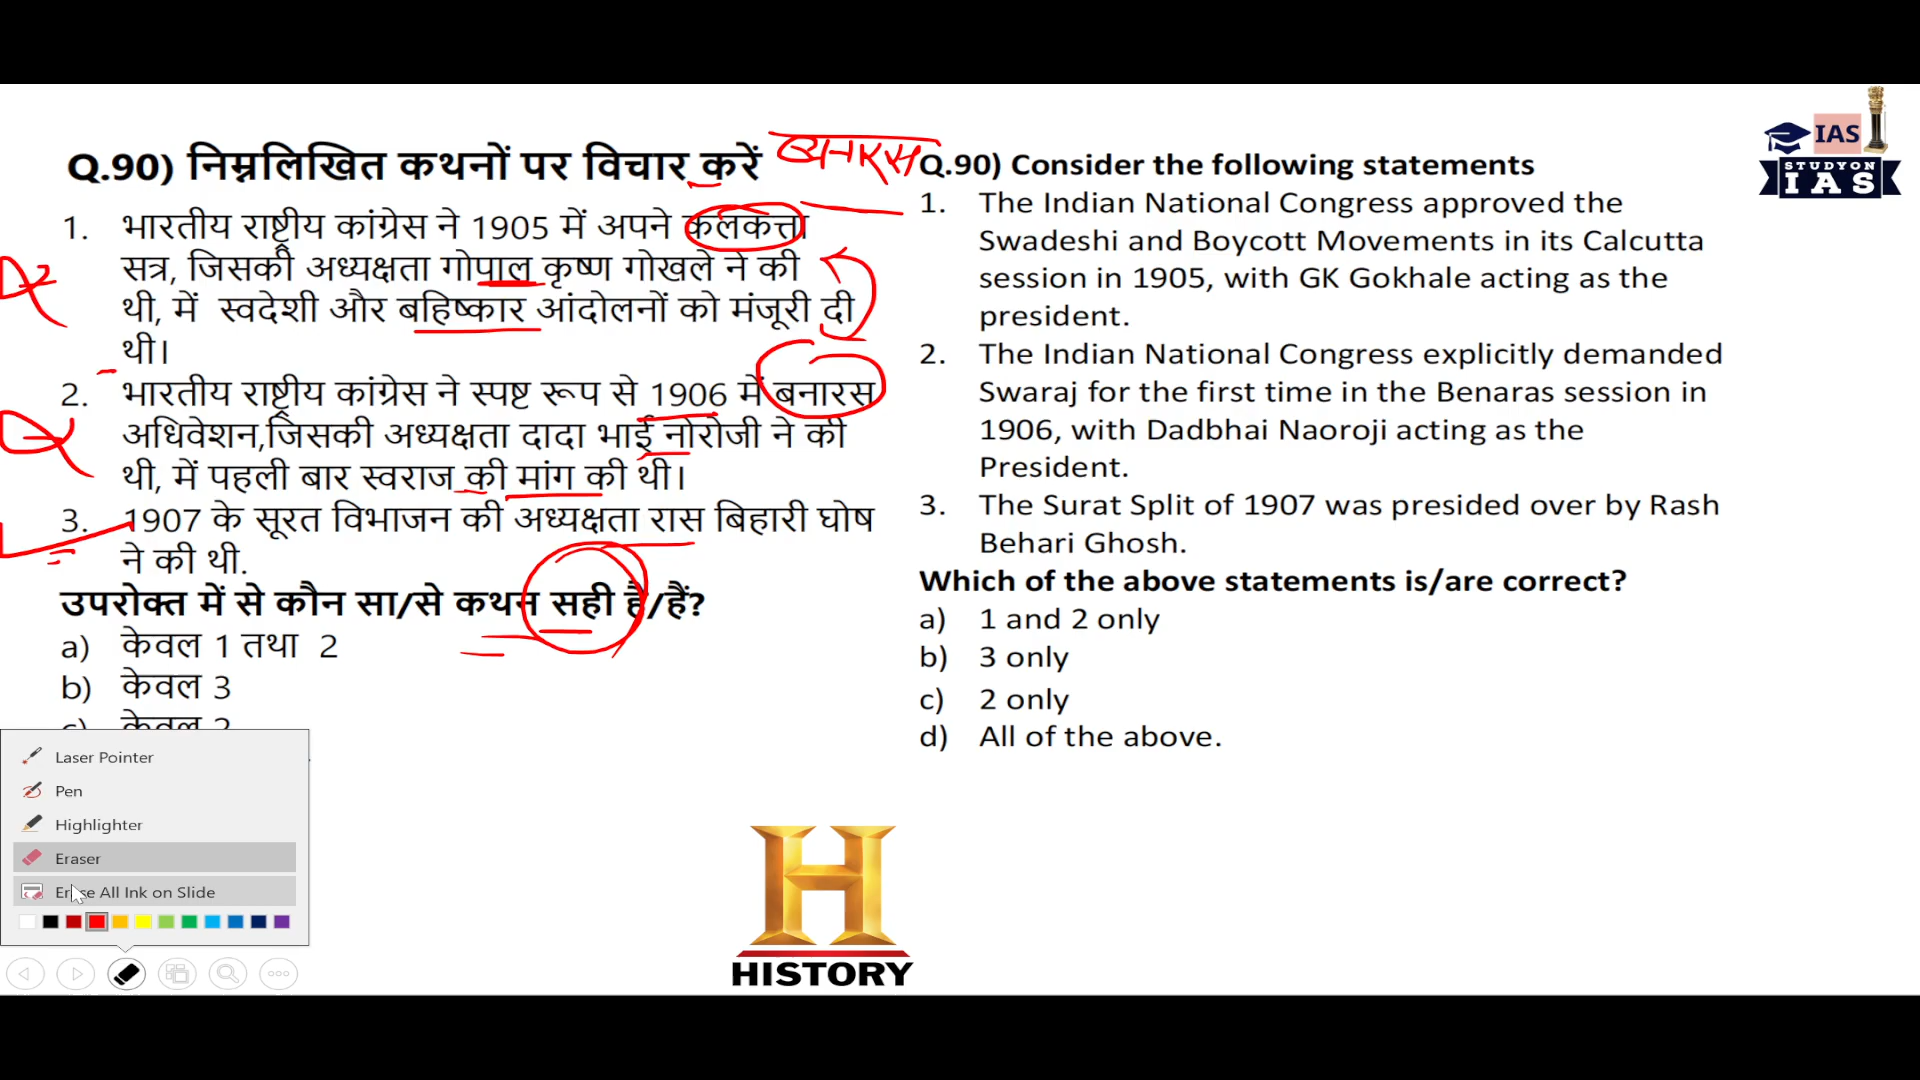 Q.90) निम्नलिखित कथनों पर विचार करें
बनारस
1. भारतीय राष्ट्रीय कांग्रेस ने 1905 में अपने कलकत्ता
सत्र, जिसकी अध्यक्षता गोपाल कृष्ण गोखले ने की
थी, में स्वदेशी और बहिष्कार आंदोलनों को मंजूरी दी
थी।
2. भारतीय राष्ट्रीय कांग्रेस ने स्पष्ट रूप से 1906 में बनारस
अधिवेशन,जिसकी अध्यक्षता दादा भाई नोरोजी ने की
थी, में पहली बार स्वराज की मांग की थी।
3. 1907 के सूरत विभाजन की अध्यक्षता रास बिहारी घोष
ने की थी.
उपरोक्त में से कौन सा/से कथन सही है/हैं?
a) केवल 1 तथा 2
b) केवल 3
Laser Pointer
Pen
Highlighter
Eraser
All Ink on Slide
Q.90) Consider the following statements
1. The Indian National Congress approved the
Swadeshi and Boycott Movements in its Calcutta
session in 1905, with GK Gokhale acting as the
president.
2. The Indian National Congress explicitly demanded
Swaraj for the first time in the Benaras session in
1906, with Dadbhai Naoroji acting as the
President.
3. The Surat Split of 1907 was presided over by Rash
Behari Ghosh.
Which of the above statements is/are correct?
a) 1 and 2 only
b) 3 only
c) 2 only
d) All of the above.
IAS
STUDYON
IAS
H
HISTORY